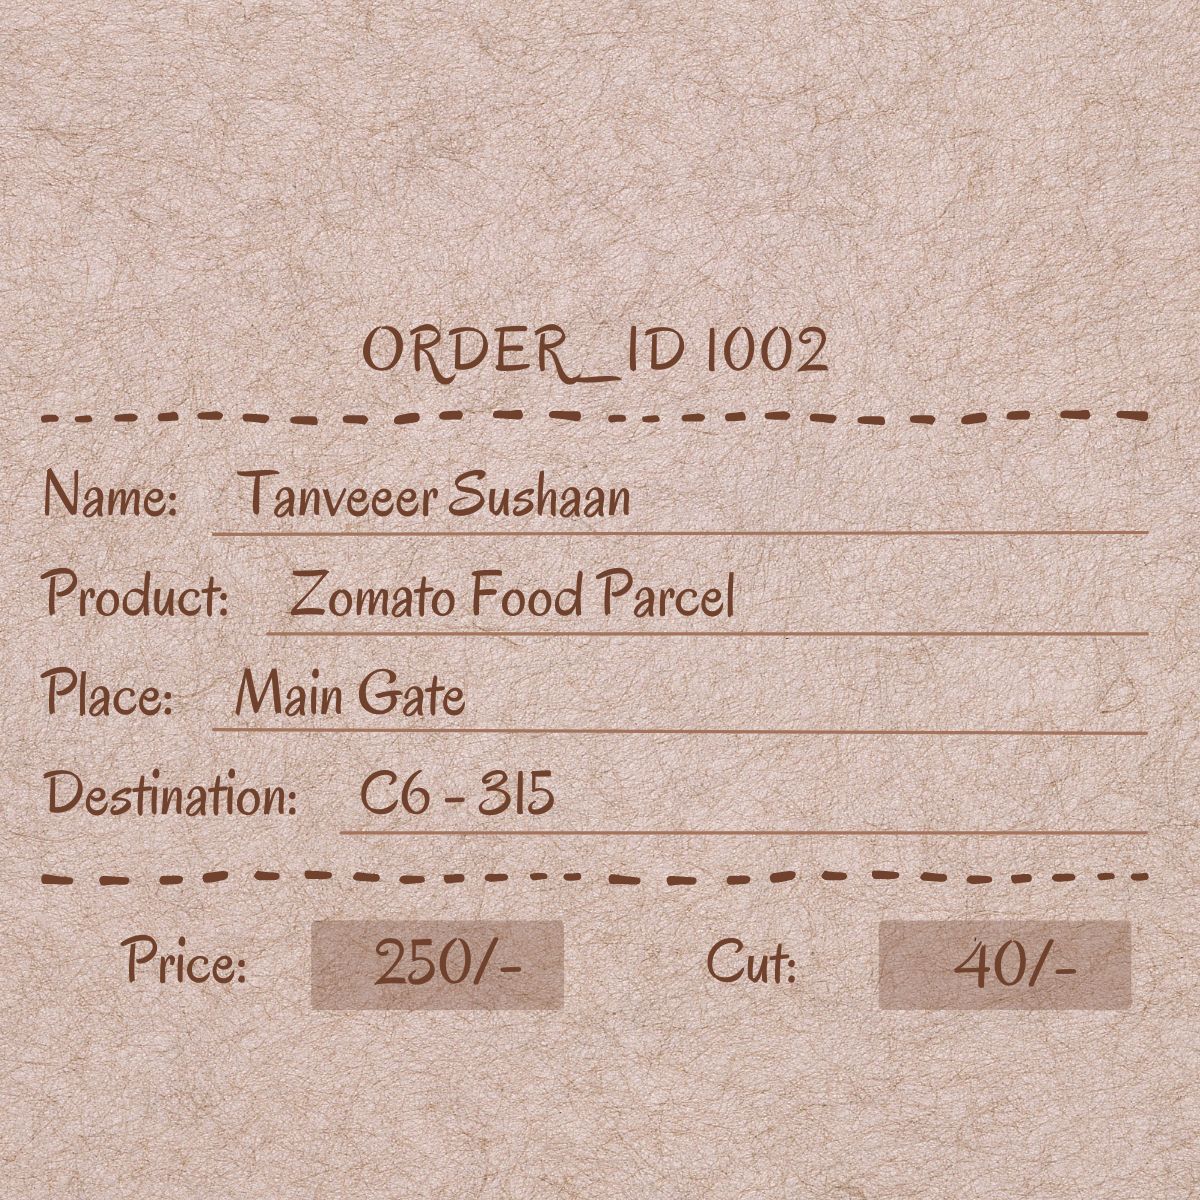 ORDER_ID 1002
Name: Tanveeer Sushaan
Product: Zomato Food Parcel
Place: Main Gate
Destination: C6 - 315
Price: 250/- Cut: 40/-